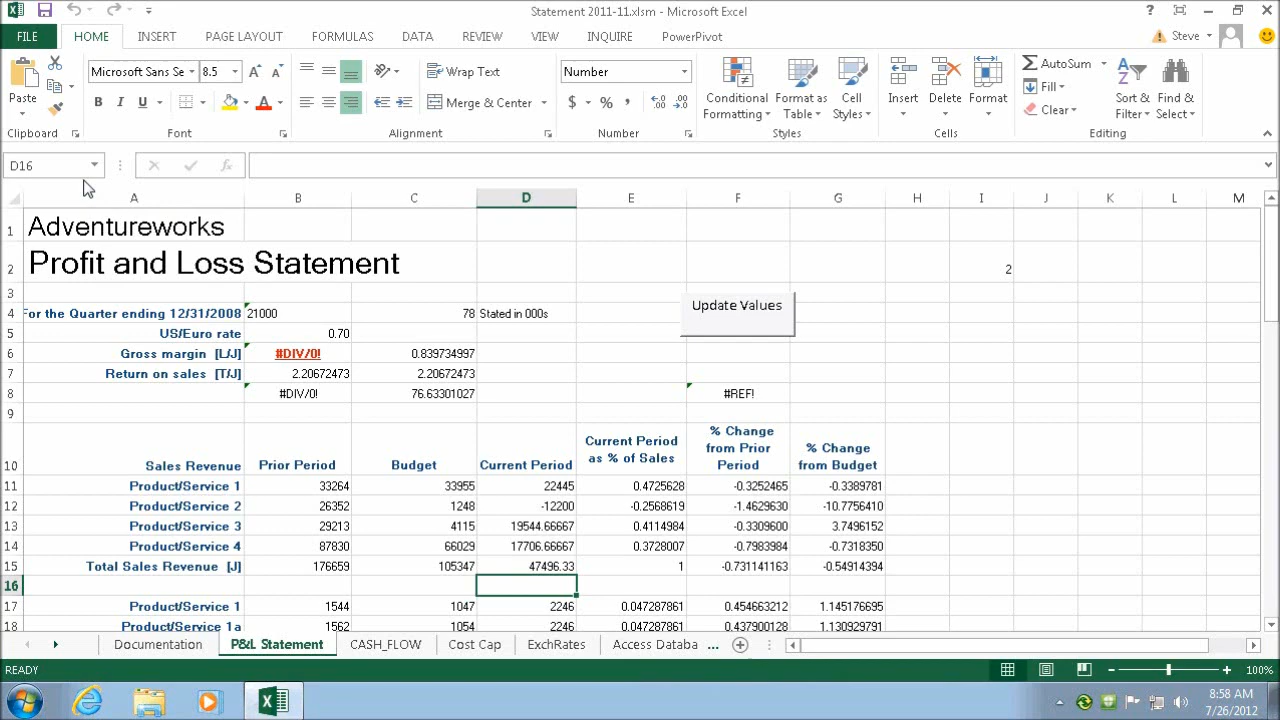 Statement 2011-11.xlsm - Microsoft Excel
FILE HOME INSERT PAGE LAYOUT FORMULAS DATA REVIEW VIEW INQUIRE PowerPivot Steve
Microsoft Sans Se 8.5 Wrap Text Number AutoSum
Paste B I U A Merge & Center $ % , Conditional Formatting Format as Table Cell Styles Insert Delete Format Fill Clear Sort & Filter Find & Select
Clipboard Font Alignment Number Styles Cells Editing
D16 fx
A B C D E F G H I J K L M
1 Adventureworks
2 Profit and Loss Statement 2
3
4 For the Quarter ending 12/31/2008 21000 78 Stated in 000s Update Values
5 US/Euro rate 0.70
6 Gross margin [L/J] #DIV/0! 0.839734997
7 Return on sales [T/J] 2.20672473 2.20672473
8 #DIV/0! 76.63301027 #REF!
9
10 Sales Revenue Prior Period Budget Current Period Current Period as % of Sales % Change from Prior Period % Change from Budget
11 Product/Service 1 33264 33955 22445 0.4725628 -0.3252465 -0.3389781
12 Product/Service 2 26352 1248 -12200 -0.2568619 -1.4629630 -10.7756410
13 Product/Service 3 29213 4115 19544.66667 0.4114984 -0.3309600 3.7496152
14 Product/Service 4 87830 66029 17706.66667 0.3728007 -0.7983984 -0.7318350
15 Total Sales Revenue [J] 176659 105347 47496.33 1 -0.731141163 -0.54914394
16
17 Product/Service 1 1544 1047 2246 0.047287861 0.454663212 1.145176695
18 Product/Service 1a 1562 1054 2246 0.047287861 0.437900128 1.130929791
Documentation P&L Statement CASH_FLOW Cost Cap ExchRates Access Databa ...
READY 100%
8:58 AM
7/26/2012